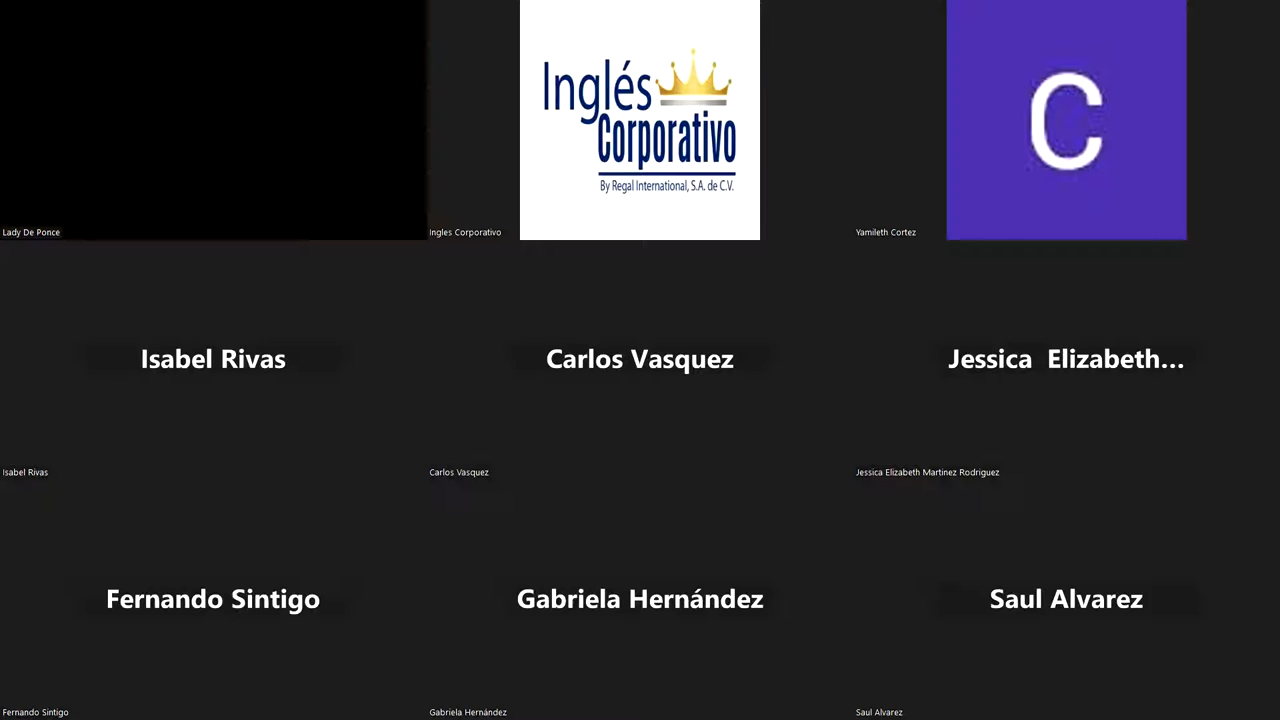 Inglés
Corporativo
By Regal International, S.A. de C.V.
C
Lady De Ponce
Ingles Corporativo
Yamileth Cortez
Isabel Rivas
Carlos Vasquez
Jessica  Elizabeth...
Isabel Rivas
Carlos Vasquez
Jessica Elizabeth Martinez Rodriguez
Fernando Sintigo
Gabriela Hernández
Saul Alvarez
Fernando Sintigo
Gabriela Hernández
Saul Alvarez